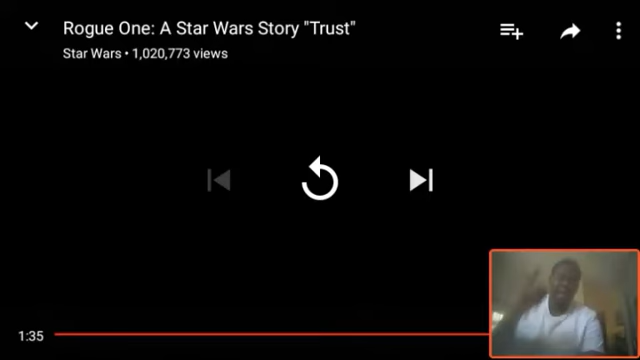 Rogue One: A Star Wars Story "Trust"
Star Wars • 1,020,773 views
1:35